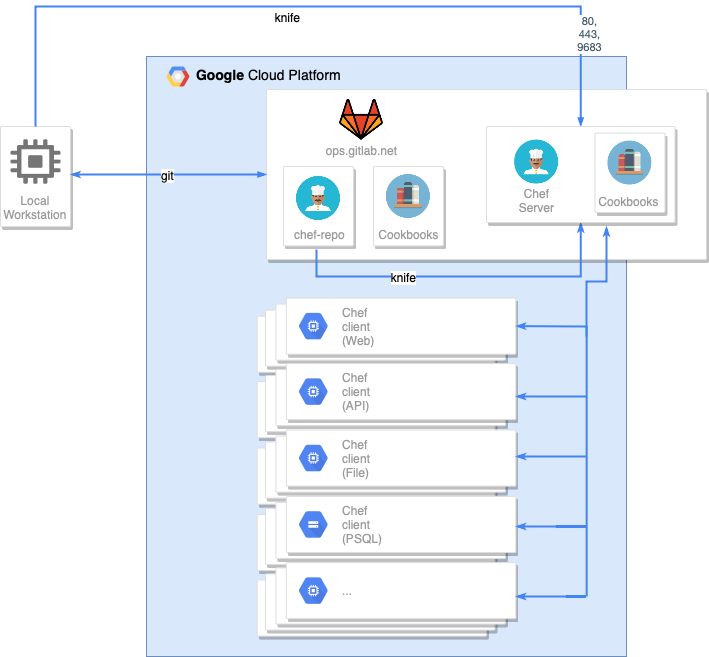 knife
80,
443,
9683
Google Cloud Platform
ops.gitlab.net
Local
Workstation
git
chef-repo
Cookbooks
Chef
Server
Cookbooks
knife
Chef
client
(Web)
Chef
client
(API)
Chef
client
(File)
Chef
client
(PSQL)
...